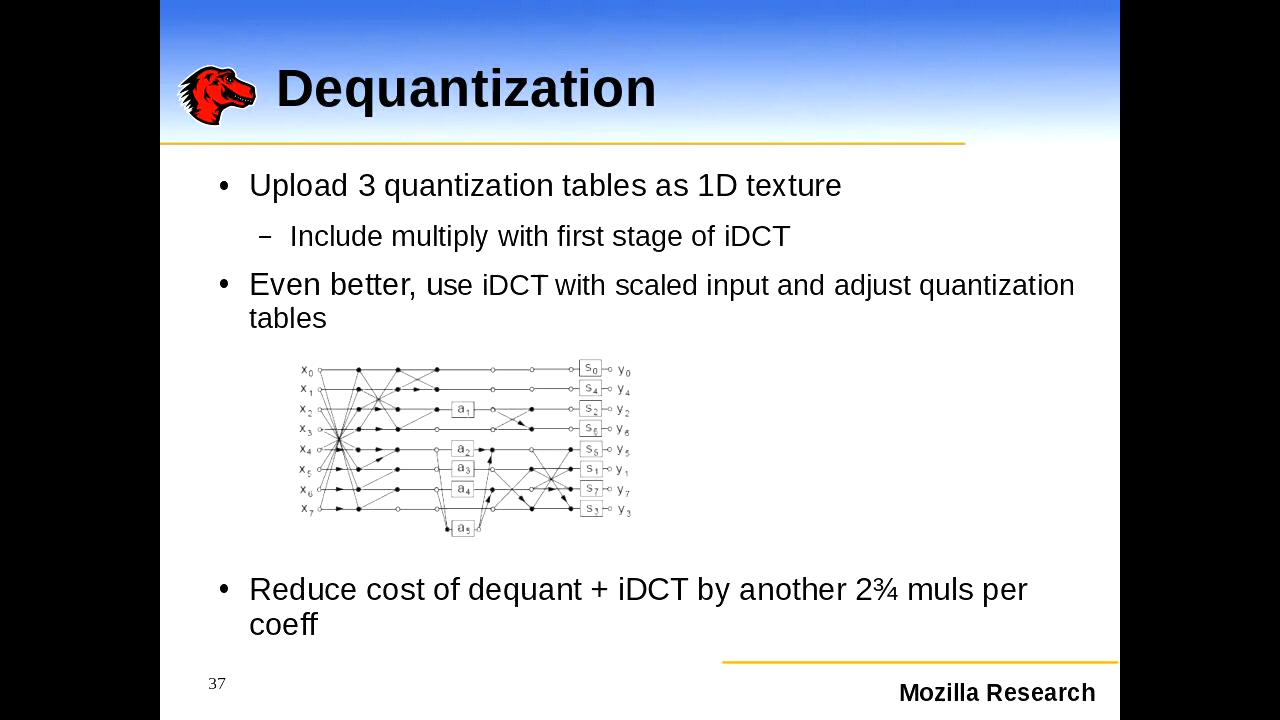 Dequantization
• Upload 3 quantization tables as 1D texture
– Include multiply with first stage of iDCT
• Even better, use iDCT with scaled input and adjust quantization
tables
x0 s0 y0
x1 s4 y4
x2 a1 s2 y2
x3 s6 y6
x4 a2 s5 y5
x5 a3 s1 y1
x6 a4 s7 y7
x7 s3 y3
a5
• Reduce cost of dequant + iDCT by another 2¾ muls per
coeff
37
Mozilla Research